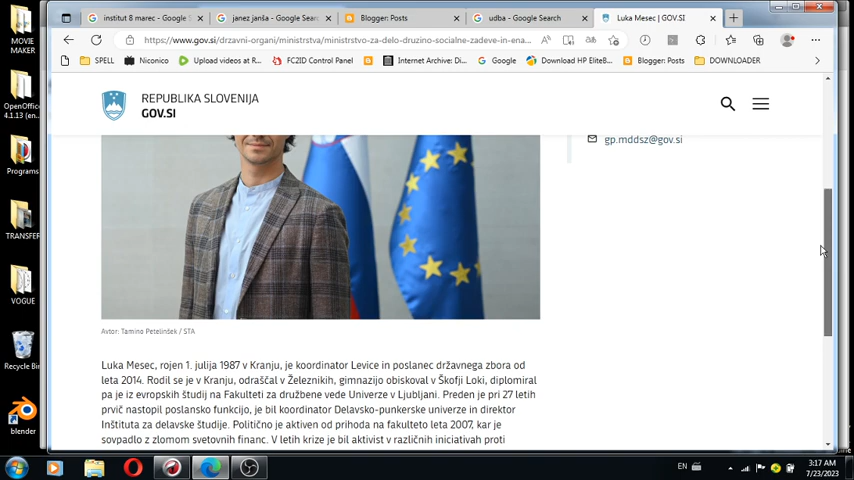 institut 8 marec - Google S
janez janša - Google Searc
Blogger: Posts
udba - Google Search
Luka Mesec | GOV.SI
https://www.gov.si/drzavni-organi/ministrstva/ministrstvo-za-delo-druzino-socialne-zadeve-in-ena...
SPELL
Niconico
Upload videos at R...
FC2ID Control Panel
Internet Archive: Di...
Google
Download HP EliteB...
Blogger: Posts
DOWNLOADER
REPUBLIKA SLOVENIJA
GOV.SI
gp.mddsz@gov.si
Avtor: Tamino Petelinšek / STA
Luka Mesec, rojen 1. julija 1987 v Kranju, je koordinator Levice in poslanec državnega zbora od
leta 2014. Rodil se je v Kranju, odraščal v Železnikih, gimnazijo obiskoval v Škofji Loki, diplomiral
pa je iz evropskih študij na Fakulteti za družbene vede Univerze v Ljubljani. Preden je pri 27 letih
prvič nastopil poslansko funkcijo, je bil koordinator Delavsko-punkerske univerze in direktor
Inštituta za delavske študije. Politično je aktiven od prihoda na fakulteto leta 2007, kar je
sovpadlo z zlomom svetovnih financ. V letih krize je bil aktivist v različnih iniciativah proti
MOVIE
MAKER
OpenOffic
4.1.13 (en...
Programs
TRANSFER
VOGUE
Recycle Bin
blender
EN
3:17 AM
7/23/2023